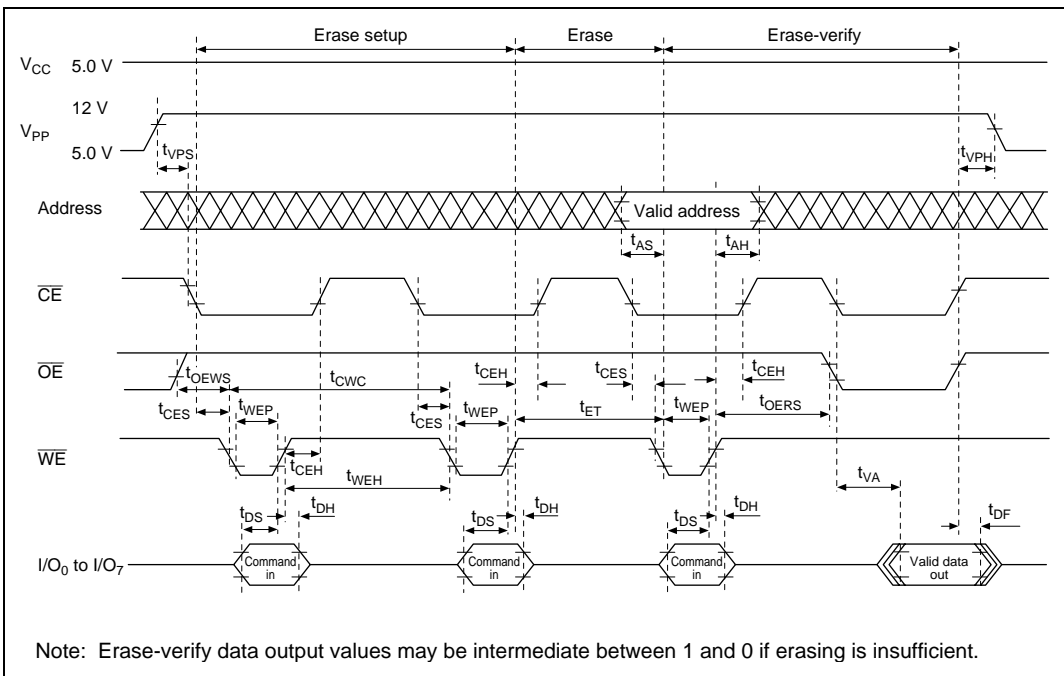 Erase setup
Erase
Erase-verify
VCC 5.0 V
12 V
VPP
5.0 V
tVPS
tVPH
Address
Valid address
tAS
tAH
CE
OE
tOEWS
tCWC
tCEH
tCES
tCEH
tCES
tWEP
tCES
tWEP
tET
tWEP
tOERS
WE
tCEH
tWEH
tVA
tDS
tDH
tDS
tDH
tDS
tDH
tDF
I/O0 to I/O7
Command
in
Command
in
Command
in
Valid data
out
Note: Erase-verify data output values may be intermediate between 1 and 0 if erasing is insufficient.